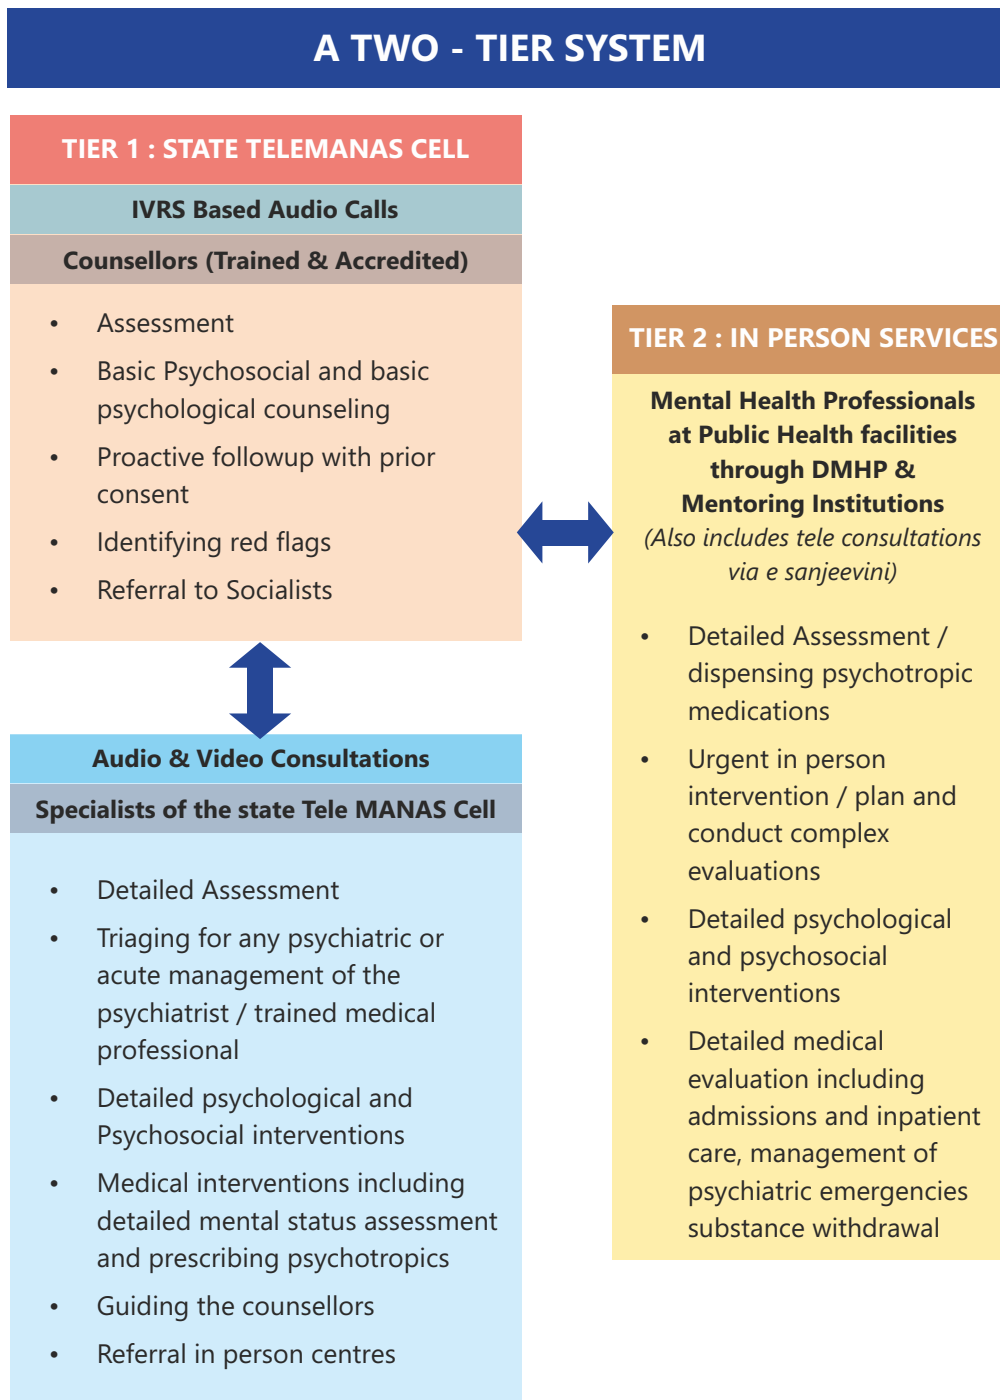 A TWO - TIER SYSTEM
TIER 1 : STATE TELEMANAS CELL
IVRS Based Audio Calls
Counsellors (Trained & Accredited)
• Assessment
• Basic Psychosocial and basic
psychological counseling
• Proactive followup with prior
consent
• Identifying red flags
• Referral to Socialists
Audio & Video Consultations
Specialists of the state Tele MANAS Cell
• Detailed Assessment
• Triaging for any psychiatric or
acute management of the
psychiatrist / trained medical
professional
• Detailed psychological and
Psychosocial interventions
• Medical interventions including
detailed mental status assessment
and prescribing psychotropics
• Guiding the counsellors
• Referral in person centres
TIER 2 : IN PERSON SERVICES
Mental Health Professionals
at Public Health facilities
through DMHP &
Mentoring Institutions
(Also includes tele consultations
via e sanjeevini)
• Detailed Assessment /
dispensing psychotropic
medications
• Urgent in person
intervention / plan and
conduct complex
evaluations
• Detailed psychological
and psychosocial
interventions
• Detailed medical
evaluation including
admissions and inpatient
care, management of
psychiatric emergencies
substance withdrawal